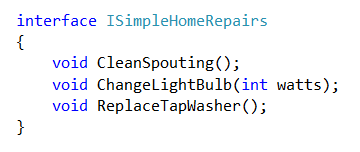 interface ISimpleHomeRepairs
{
    void CleanSpouting();
    void ChangeLightBulb(int watts);
    void ReplaceTapWasher();
}